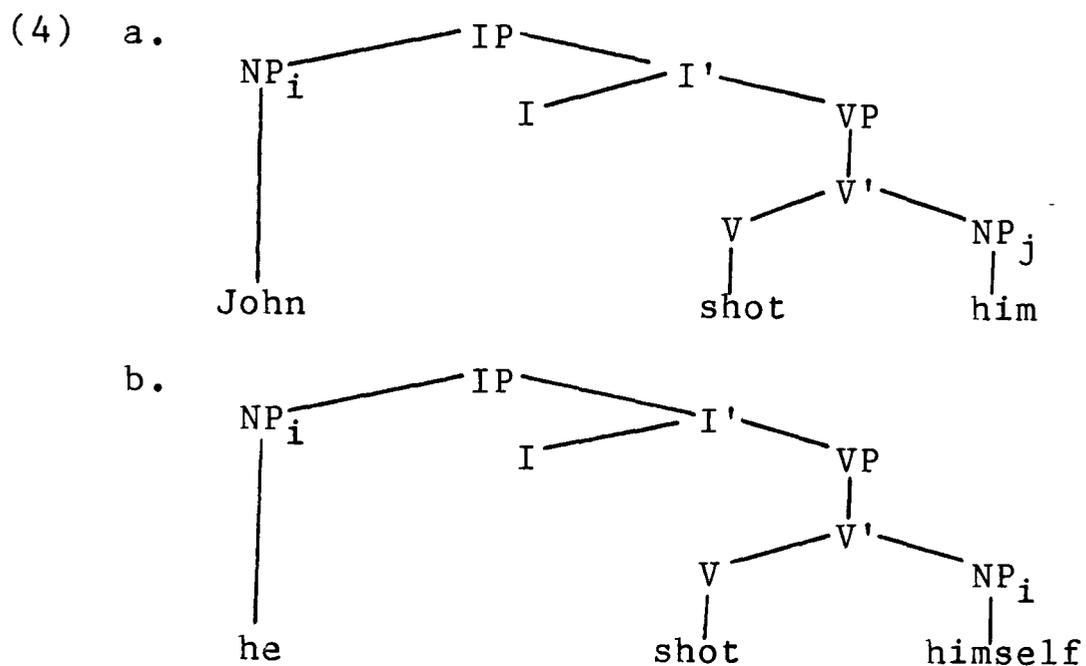 (4) a.
IP
NPi
I'
I
VP
V'
V
NPj
John
shot
him
b.
IP
NPi
I'
I
VP
V'
V
NPi
he
shot
himself